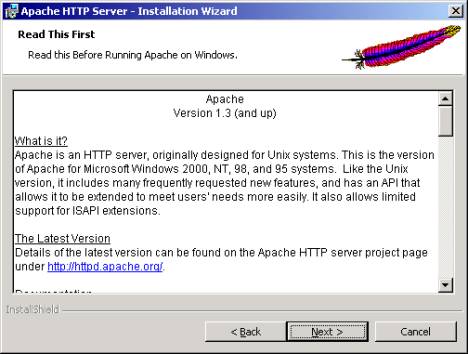 Apache HTTP Server - Installation Wizard
Read This First
Read this Before Running Apache on Windows.
Apache
Version 1.3 (and up)
What is it?
Apache is an HTTP server, originally designed for Unix systems. This is the version
of Apache for Microsoft Windows 2000, NT, 98, and 95 systems. Like the Unix
version, it includes many frequently requested new features, and has an API that
allows it to be extended to meet users' needs more easily. It also allows limited
support for ISAPI extensions.
The Latest Version
Details of the latest version can be found on the Apache HTTP server project page
under http://httpd.apache.org/.
Documentation
InstallShield
< Back
Next >
Cancel